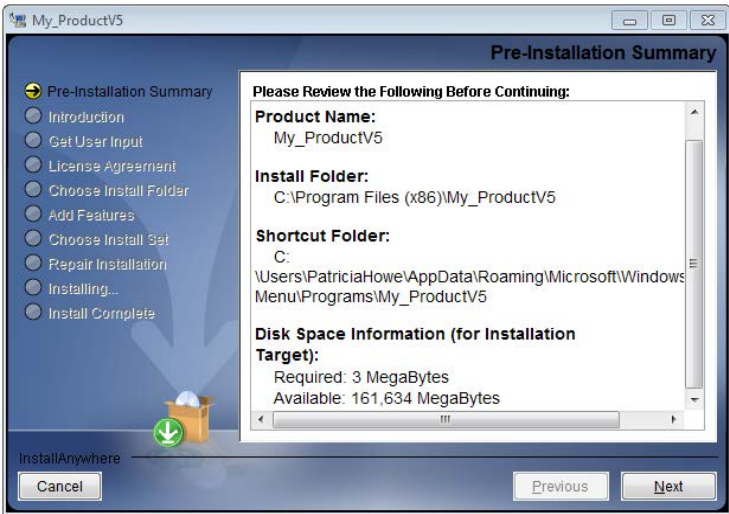 My_ProductV5
Pre-Installation Summary
Pre-Installation Summary
Introduction
Get User Input
License Agreement
Choose Install Folder
Add Features
Choose Install Set
Repair Installation
Installing...
Install Complete
Please Review the Following Before Continuing:
Product Name:
My_ProductV5
Install Folder:
C:\Program Files (x86)\My_ProductV5
Shortcut Folder:
C:
\Users\PatriciaHowe\AppData\Roaming\Microsoft\Windows
Menu\Programs\My_ProductV5
Disk Space Information (for Installation
Target):
Required: 3 MegaBytes
Available: 161,634 MegaBytes
InstallAnywhere
Cancel
Previous
Next